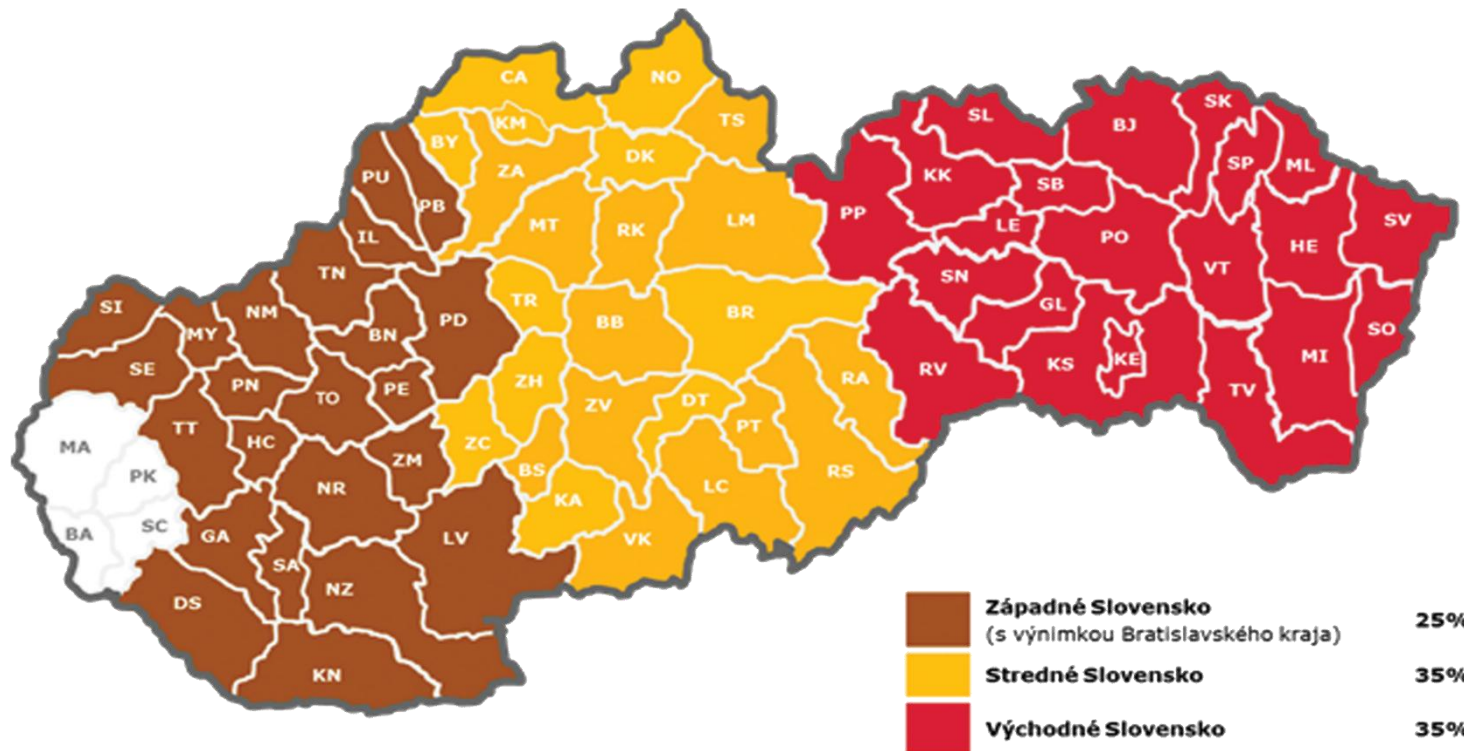 CA
NO
KM
TS
BY
DK
ZA
PU
PB
IL
MT
RK
LM
TN
SL
BJ
SK
SP
ML
KK
SB
PP
LE
PO
SV
HE
VT
SN
GL
SO
RV
KS
KE
MI
TV
SI
MY
NM
BN
PD
TR
BB
BR
SE
PN
TO
PE
ZH
ZV
DT
RA
MA
TT
HC
ZM
ZC
BS
PT
PK
NR
KA
LC
RS
BA
SC
GA
SA
LV
VK
DS
NZ
KN
Západné Slovensko 25%
(s výnimkou Bratislavského kraja)
Stredné Slovensko 35%
Východné Slovensko 35%